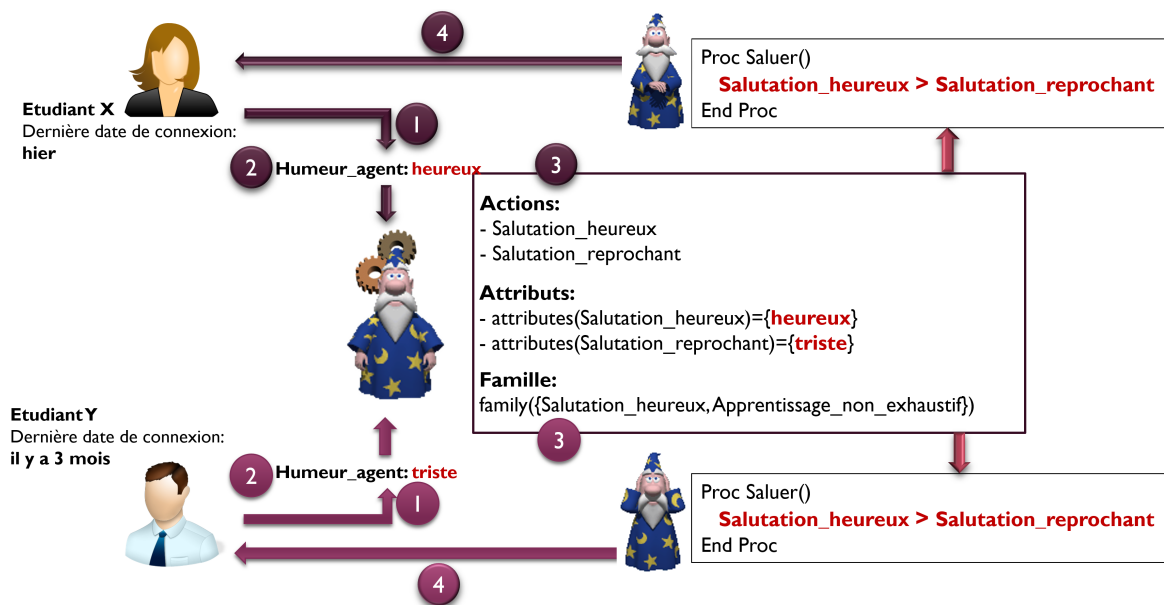 4
Proc Saluer()
Salutation_heureux > Salutation_reprochant
End Proc
Etudiant X
Dernière date de connexion:
hier
1
2
Humeur_agent: heureux
3
Actions:
- Salutation_heureux
- Salutation_reprochant
Attributs:
- attributes(Salutation_heureux)={heureux}
- attributes(Salutation_reprochant)={triste}
Famille:
family({Salutation_heureux, Apprentissage_non_exhaustif})
3
Etudiant Y
Dernière date de connexion:
il y a 3 mois
2
Humeur_agent: triste
1
Proc Saluer()
Salutation_heureux > Salutation_reprochant
End Proc
4